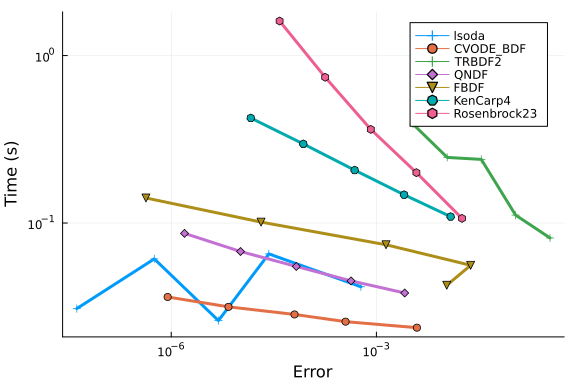 lsoda
CVODE_BDF
TRBDF2
QNDF
FBDF
KenCarp4
Rosenbrock23
10⁰
10⁻¹
Time (s)
10⁻⁶
10⁻³
Error